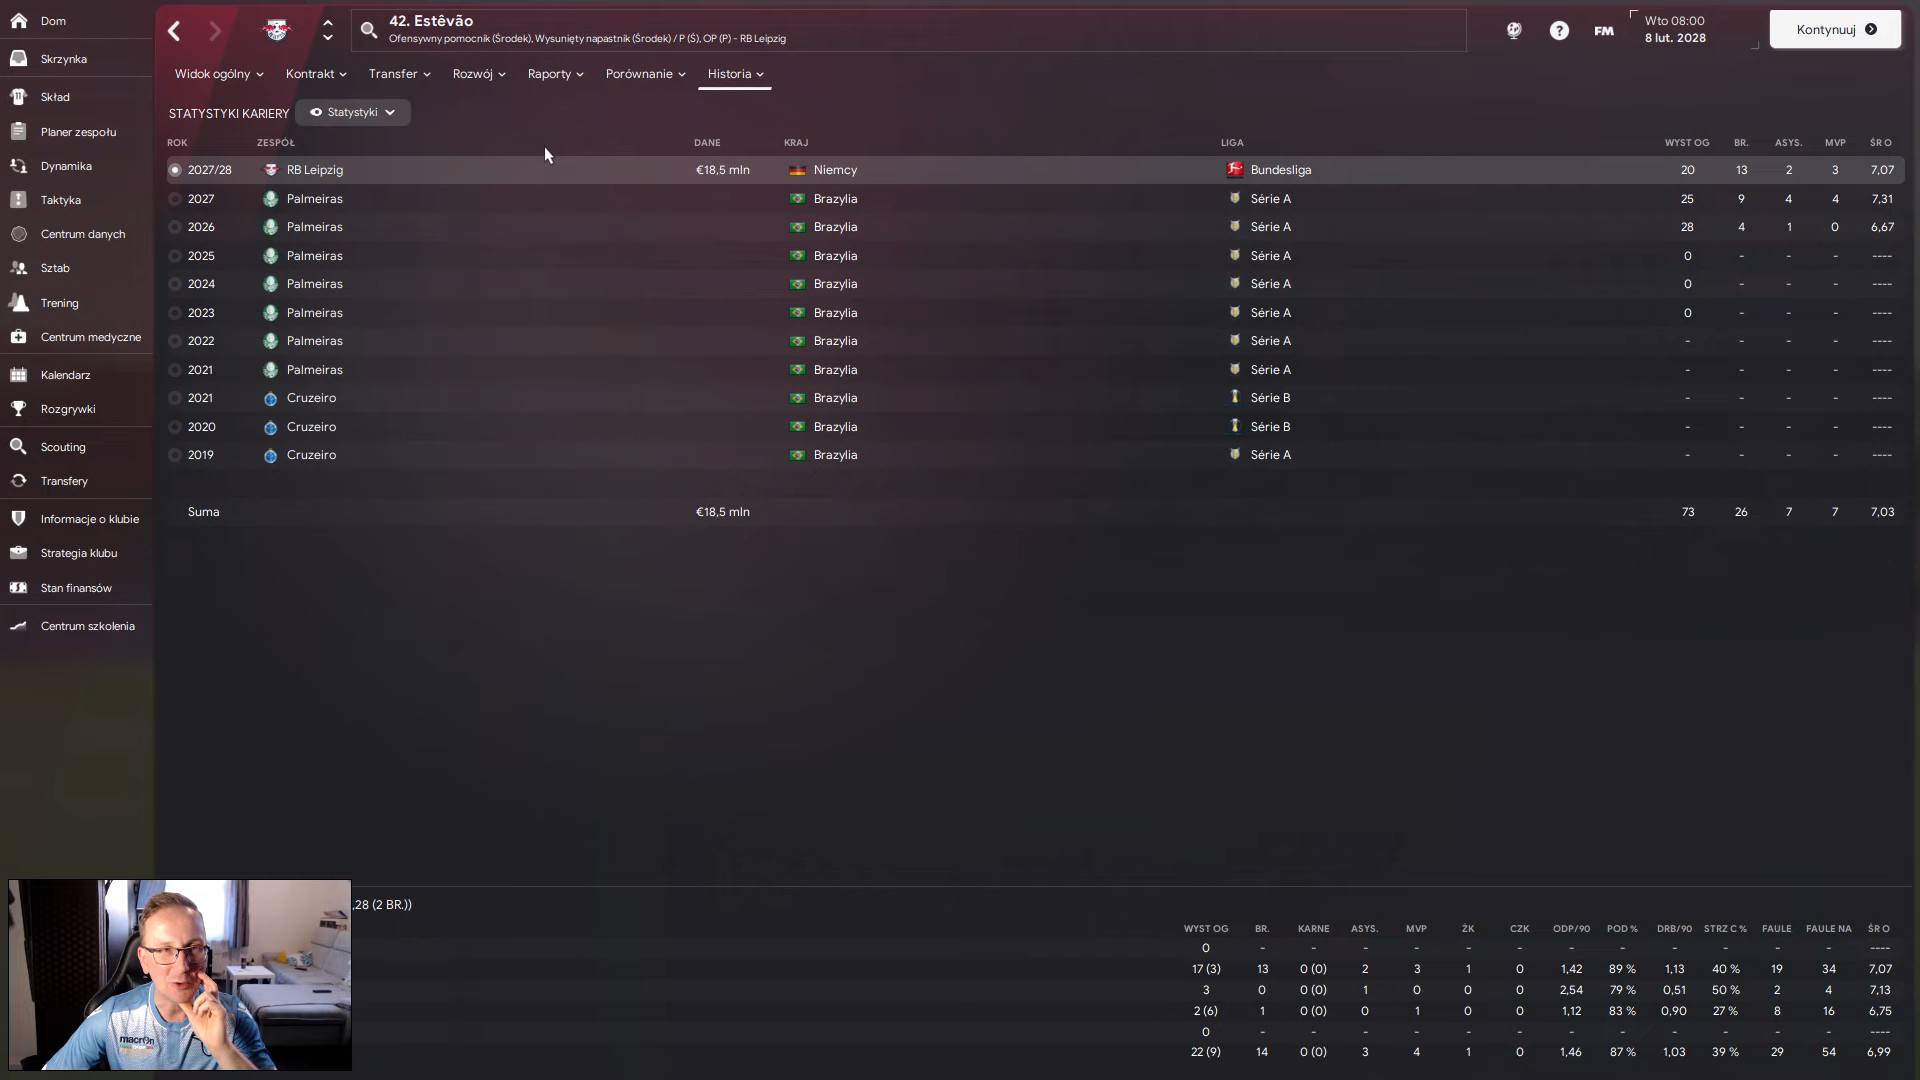 Dom
Skrzynka
Skład
Planer zespołu
Dynamika
Taktyka
Centrum danych
Sztab
Trening
Centrum medyczne
Kalendarz
Rozgrywki
Scouting
Transfery
Informacje o klubie
Strategia klubu
Stan finansów
Centrum szkolenia
42. Estêvão
Ofensywny pomocnik (Środek), Wysunięty napastnik (Środek) / P (Ś), OP (P) - RB Leipzig
FM
Wto 08:00
8 lut. 2028
Kontynuuj
Widok ogólny Kontrakt Transfer Rozwój Raporty Porównanie Historia
STATYSTYKI KARIERY Statystyki
ROK ZESPÓŁ DANE KRAJ LIGA WYST OG BR. ASYS. MVP ŚR O
2027/28 RB Leipzig €18,5 mln Niemcy Bundesliga 20 13 2 3 7,07
2027 Palmeiras Brazylia Série A 25 9 4 4 7,31
2026 Palmeiras Brazylia Série A 28 4 1 0 6,67
2025 Palmeiras Brazylia Série A 0 - - - ----
2024 Palmeiras Brazylia Série A 0 - - - ----
2023 Palmeiras Brazylia Série A 0 - - - ----
2022 Palmeiras Brazylia Série A - - - - ----
2021 Palmeiras Brazylia Série A - - - - ----
2021 Cruzeiro Brazylia Série B - - - - ----
2020 Cruzeiro Brazylia Série B - - - - ----
2019 Cruzeiro Brazylia Série A - - - - ----
Suma €18,5 mln 73 26 7 7 7,03
,28 (2 BR.))
WYST OG BR. KARNE ASYS. MVP ŻK CZK ODP/90 POD % DRB/90 STRZ C % FAULE FAULE NA ŚR O
0 - - - - - - - - - - - - ----
17 (3) 13 0 (0) 2 3 1 0 1,42 89 % 1,13 40 % 19 34 7,07
3 0 0 (0) 1 0 0 0 2,54 79 % 0,51 50 % 2 4 7,13
2 (6) 1 0 (0) 0 1 0 0 1,12 83 % 0,90 27 % 8 16 6,75
0 - - - - - - - - - - - - ----
22 (9) 14 0 (0) 3 4 1 0 1,46 87 % 1,03 39 % 29 54 6,99
macron